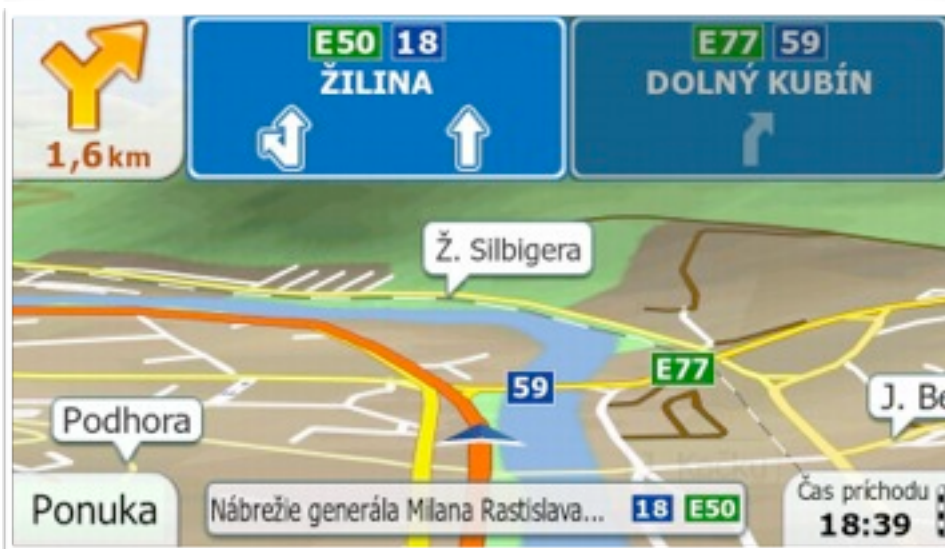 E50 18
ŽILINA
E77 59
DOLNÝ KUBÍN
1,6 km
Ž. Silbigera
E77
59
J. Be
Podhora
Ponuka
Nábrežie generála Milana Rastislava... 18 E50
Čas príchodu
18:39